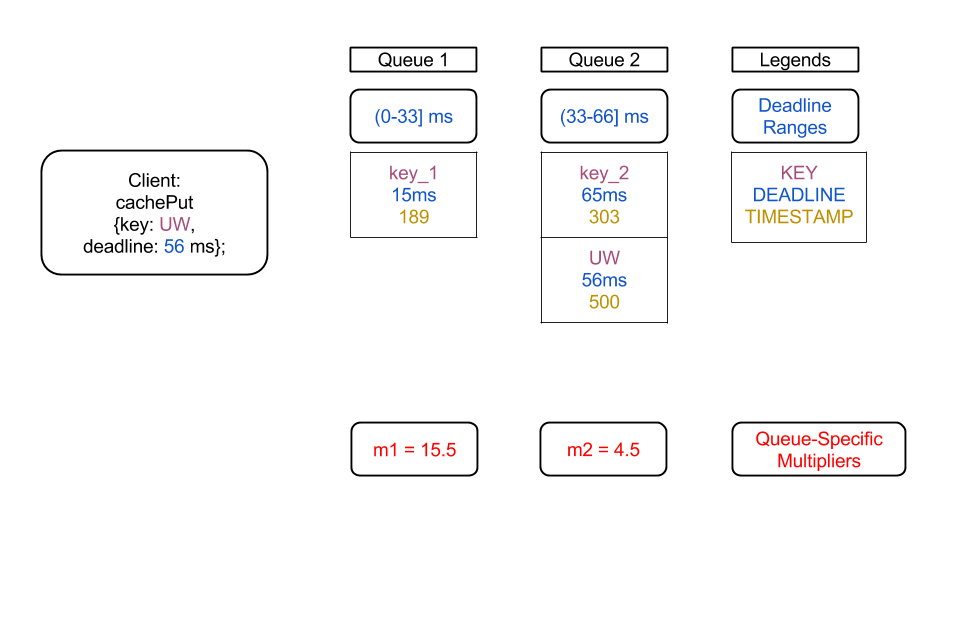 Queue 1
Queue 2
Legends
(0-33] ms
(33-66] ms
Deadline
Ranges
Client:
cachePut
{key: UW,
deadline: 56 ms};
key_1
15ms
189
key_2
65ms
303
KEY
DEADLINE
TIMESTAMP
UW
56ms
500
m1 = 15.5
m2 = 4.5
Queue-Specific
Multipliers